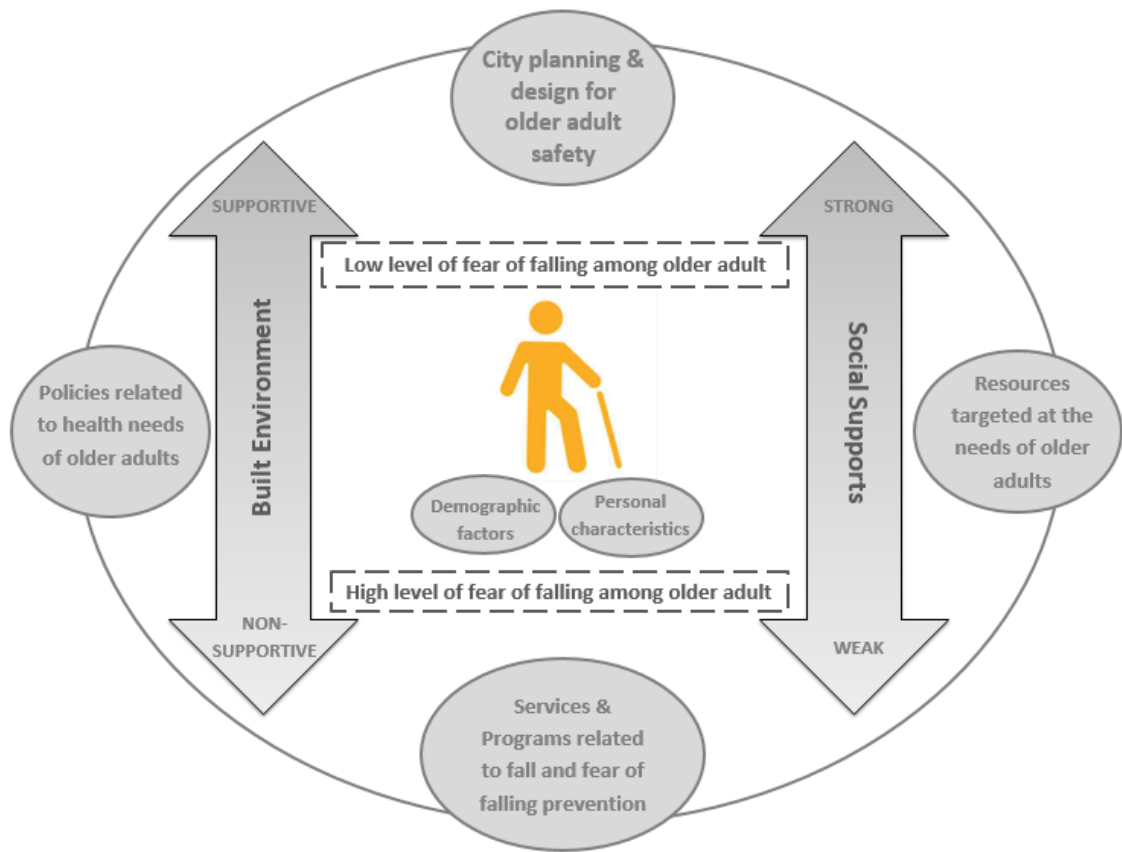 City planning &
design for
older adult
safety
SUPPORTIVE
STRONG
Low level of fear of falling among older adult
Built Environment
Social Supports
Policies related
to health needs
of older adults
Resources
targeted at the
needs of older
adults
Demographic
factors
Personal
characteristics
High level of fear of falling among older adult
NON-
SUPPORTIVE
WEAK
Services &
Programs related
to fall and fear of
falling prevention